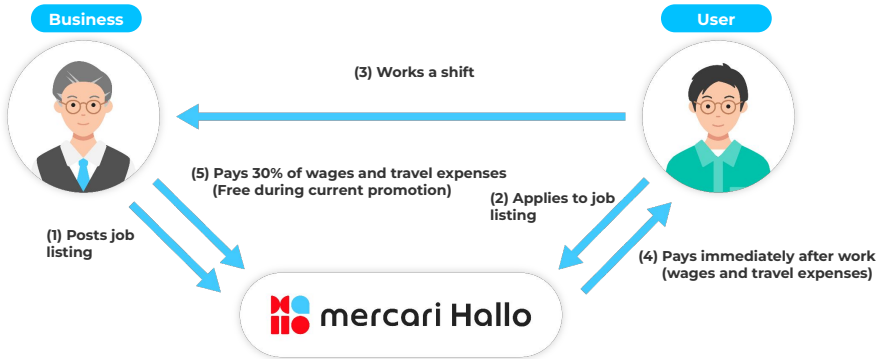 Business
User
(3) Works a shift
(5) Pays 30% of wages and travel expenses
(Free during current promotion)
(2) Applies to job
listing
(1) Posts job
listing
(4) Pays immediately after work
(wages and travel expenses)
mercari Hallo